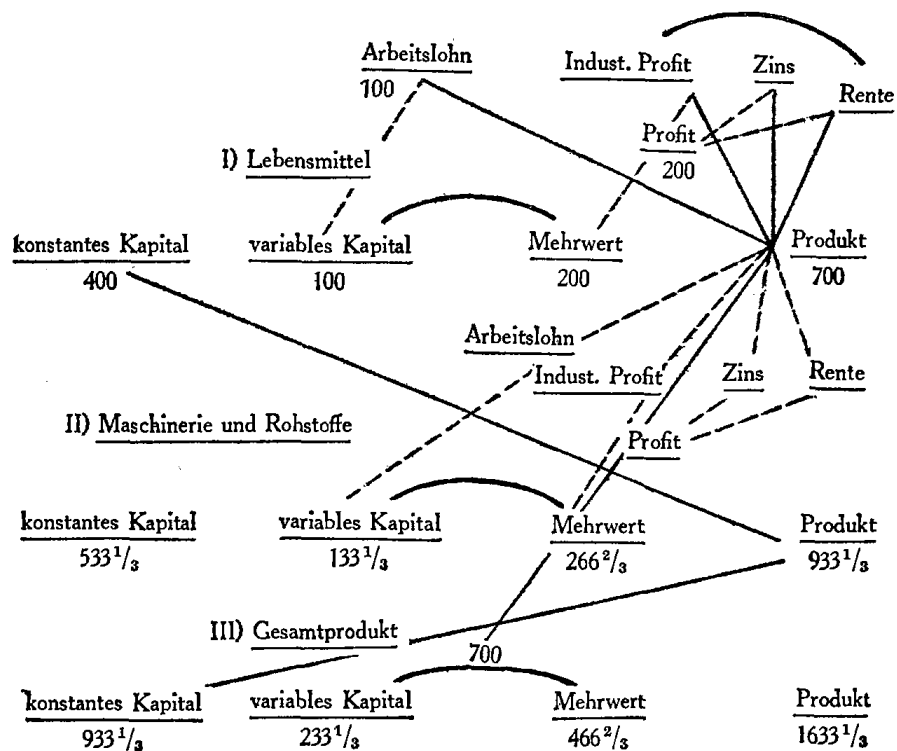 Arbeitslohn
100
Indust. Profit
Zins
Rente
Profit
200
I) Lebensmittel
konstantes Kapital
400
variables Kapital
100
Mehrwert
200
Produkt
700
Arbeitslohn
Indust. Profit
Zins
Rente
II) Maschinerie und Rohstoffe
Profit
konstantes Kapital
533 1/3
variables Kapital
133 1/3
Mehrwert
266 2/3
Produkt
933 1/3
III) Gesamtprodukt
700
konstantes Kapital
933 1/3
variables Kapital
233 1/3
Mehrwert
466 2/3
Produkt
1633 1/3